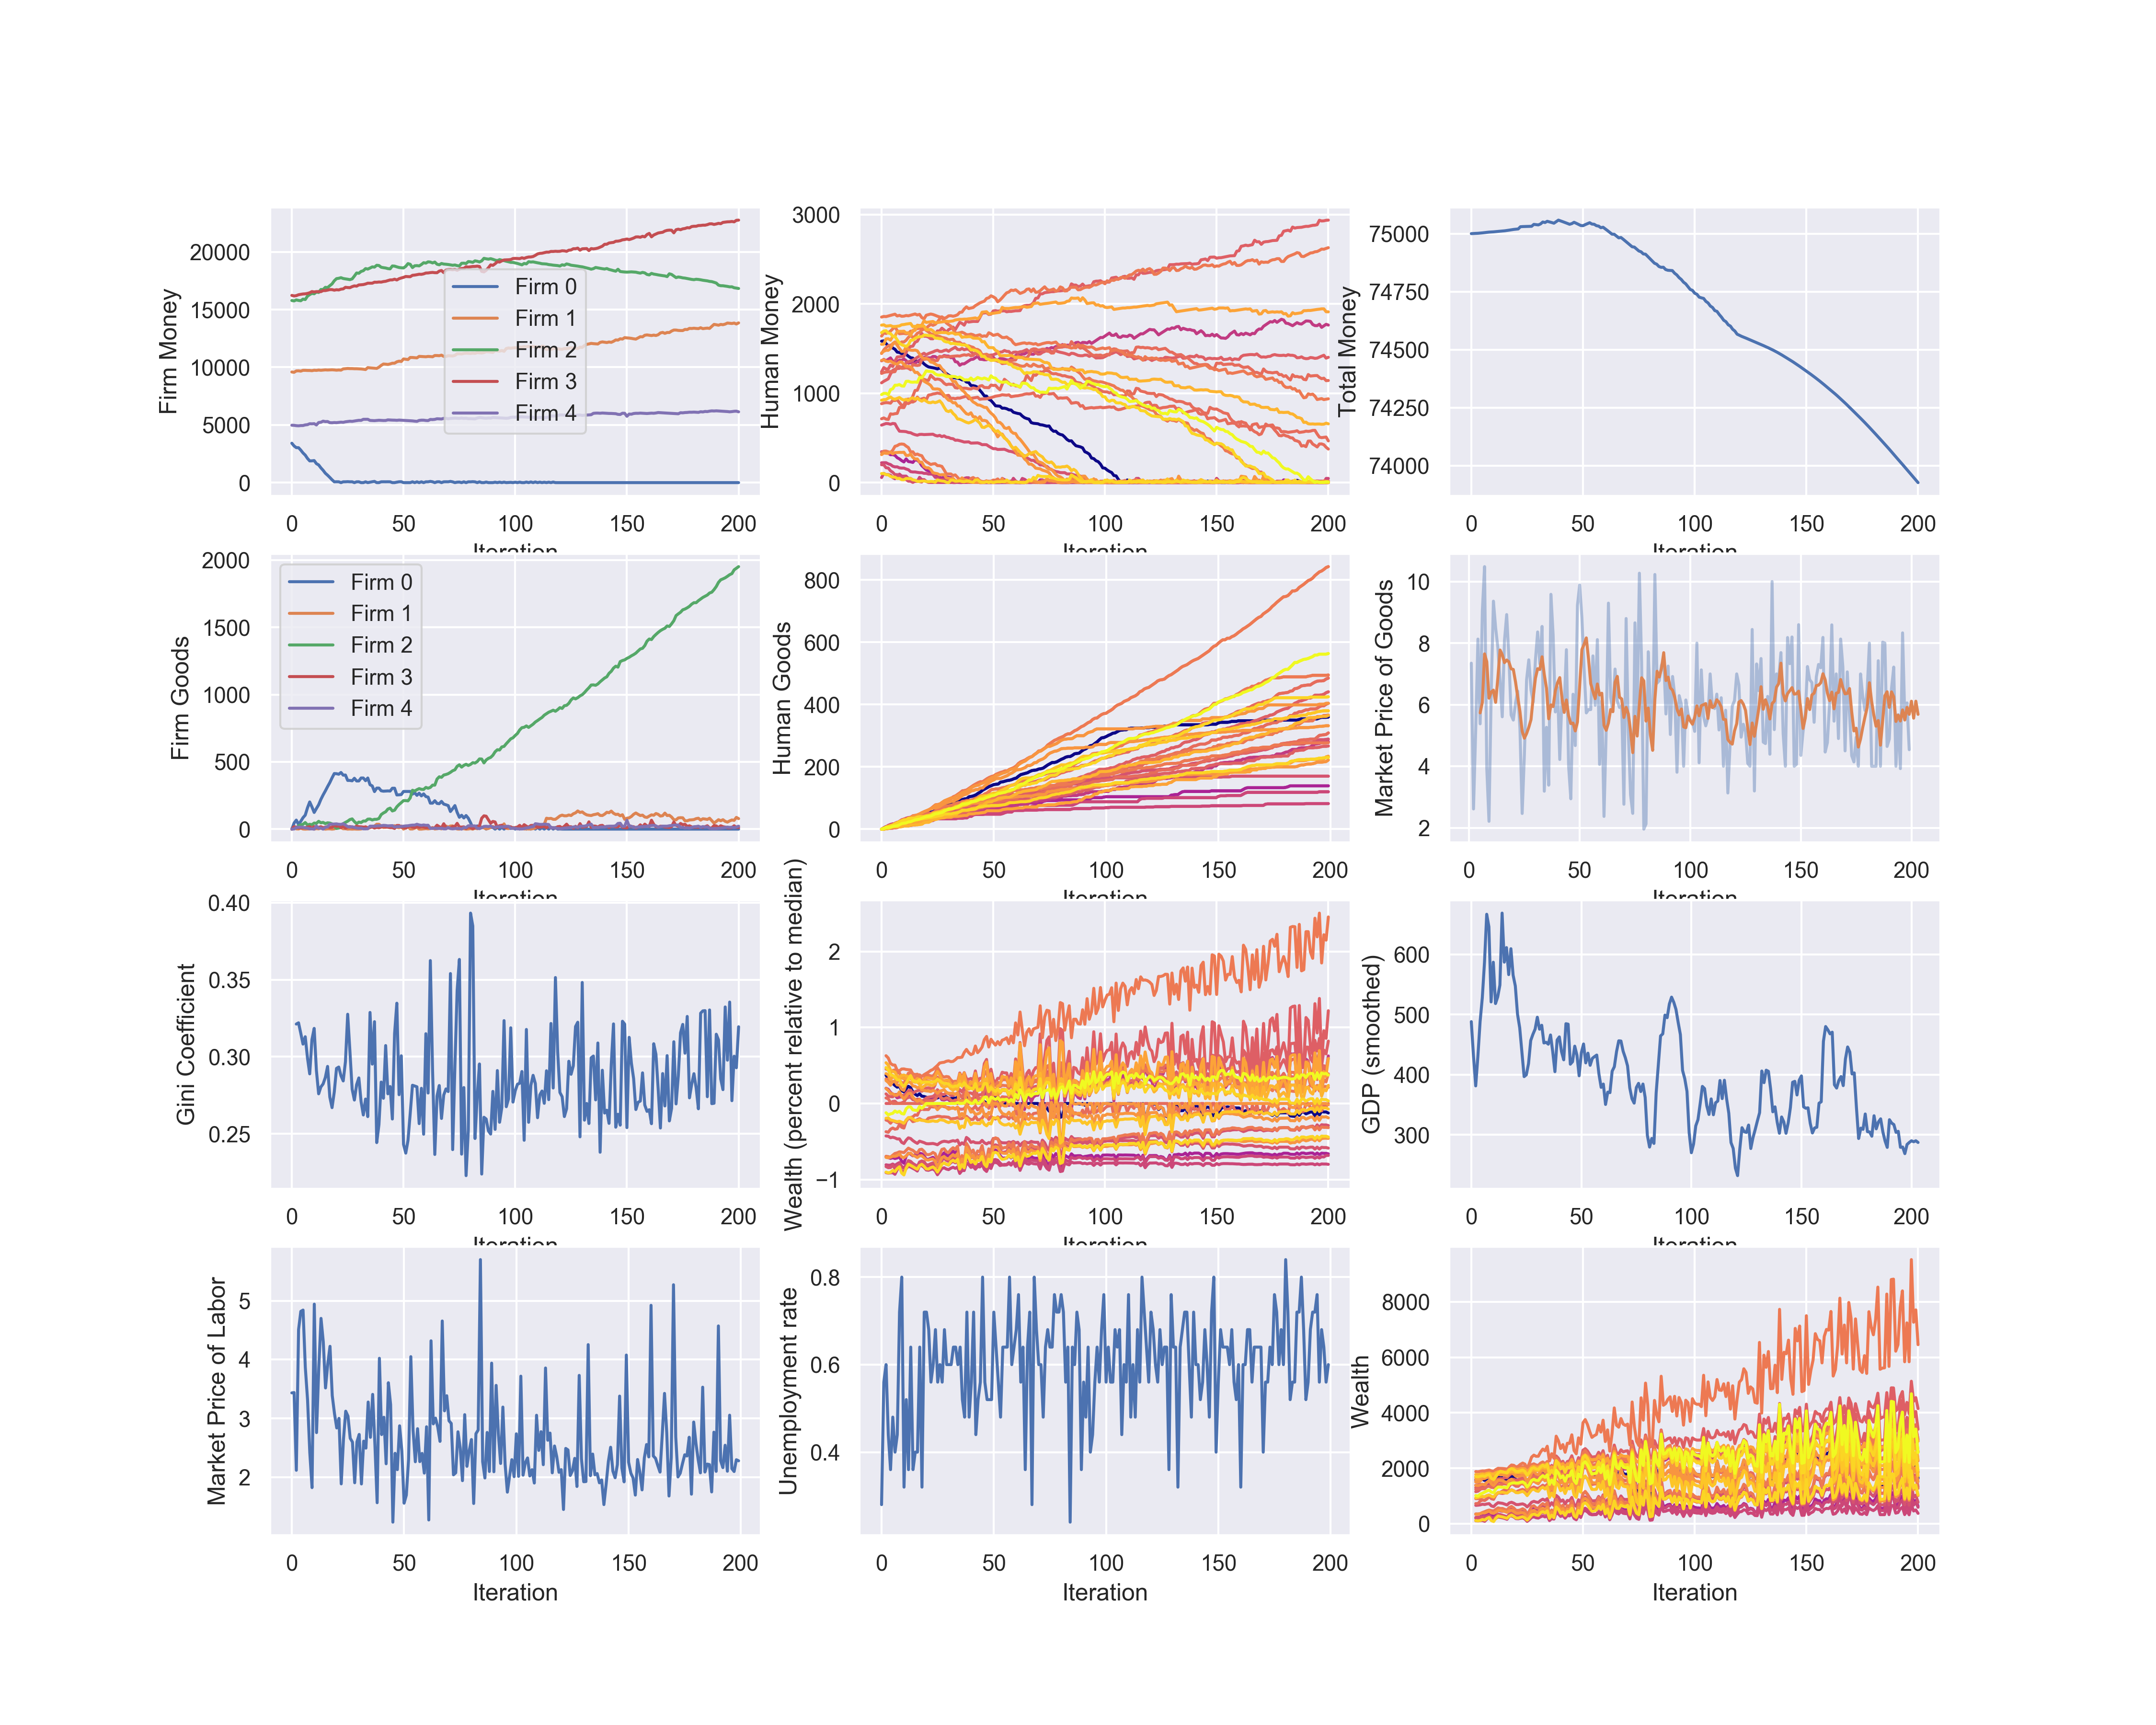 Firm Money
20000
15000
10000
5000
0
0 50 100 150 200
Iteration
Firm 0
Firm 1
Firm 2
Firm 3
Firm 4
Human Money
3000
2000
1000
0
0 50 100 150 200
Iteration
Total Money
75000
74750
74500
74250
74000
0 50 100 150 200
Iteration
Firm Goods
2000
1500
1000
500
0
0 50 100 150 200
Iteration
Firm 0
Firm 1
Firm 2
Firm 3
Firm 4
Human Goods
800
600
400
200
0
0 50 100 150 200
Iteration
Market Price of Goods
10
8
6
4
2
0 50 100 150 200
Iteration
Gini Coefficient
0.40
0.35
0.30
0.25
0 50 100 150 200
Iteration
Wealth (percent relative to median)
2
1
0
−1
0 50 100 150 200
Iteration
GDP (smoothed)
600
500
400
300
0 50 100 150 200
Iteration
Market Price of Labor
5
4
3
2
0 50 100 150 200
Iteration
Unemployment rate
0.8
0.6
0.4
0 50 100 150 200
Iteration
Wealth
8000
6000
4000
2000
0
0 50 100 150 200
Iteration